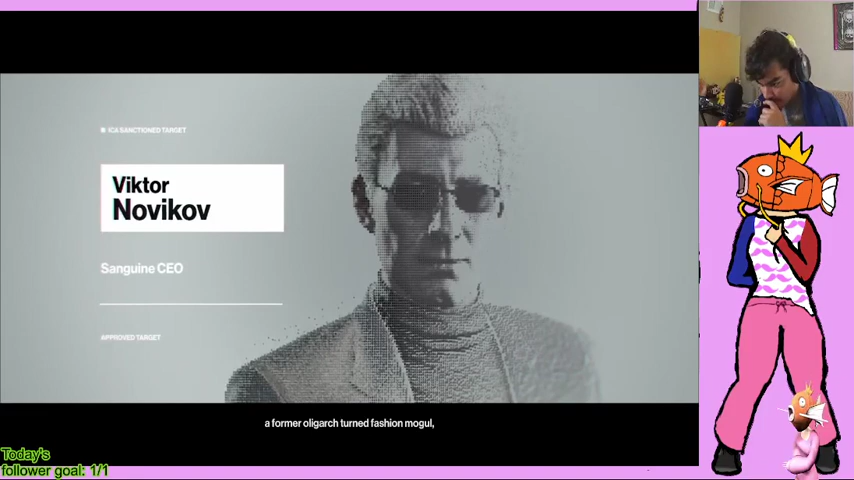 ICA SANCTIONED TARGET
Viktor
Novikov
Sanguine CEO
APPROVED TARGET
a former oligarch turned fashion mogul,
Today's
follower goal: 1/1